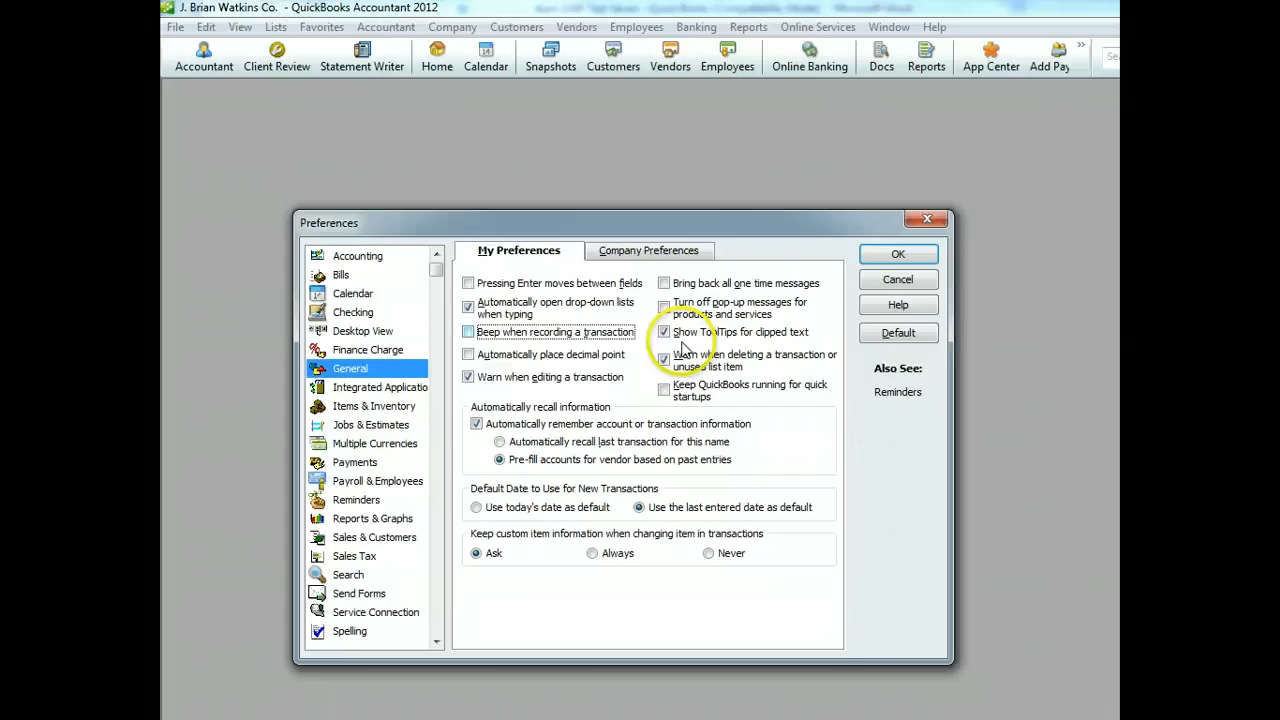 J. Brian Watkins Co. - QuickBooks Accountant 2012
File Edit View Lists Favorites Accountant Company Customers Vendors Employees Banking Reports Online Services Window Help
Accountant Client Review Statement Writer Home Calendar Snapshots Customers Vendors Employees Online Banking Docs Reports App Center Add Pay
Preferences
Accounting
Bills
Calendar
Checking
Desktop View
Finance Charge
General
Integrated Applicatio
Items & Inventory
Jobs & Estimates
Multiple Currencies
Payments
Payroll & Employees
Reminders
Reports & Graphs
Sales & Customers
Sales Tax
Search
Send Forms
Service Connection
Spelling
My Preferences Company Preferences
Pressing Enter moves between fields
Automatically open drop-down lists
when typing
Beep when recording a transaction
Automatically place decimal point
Warn when editing a transaction
Bring back all one time messages
Turn off pop-up messages for
products and services
Show ToolTips for clipped text
Warn when deleting a transaction or
unused list item
Keep QuickBooks running for quick
startups
Automatically recall information
Automatically remember account or transaction information
Automatically recall last transaction for this name
Pre-fill accounts for vendor based on past entries
Default Date to Use for New Transactions
Use today's date as default Use the last entered date as default
Keep custom item information when changing item in transactions
Ask Always Never
OK
Cancel
Help
Default
Also See:
Reminders